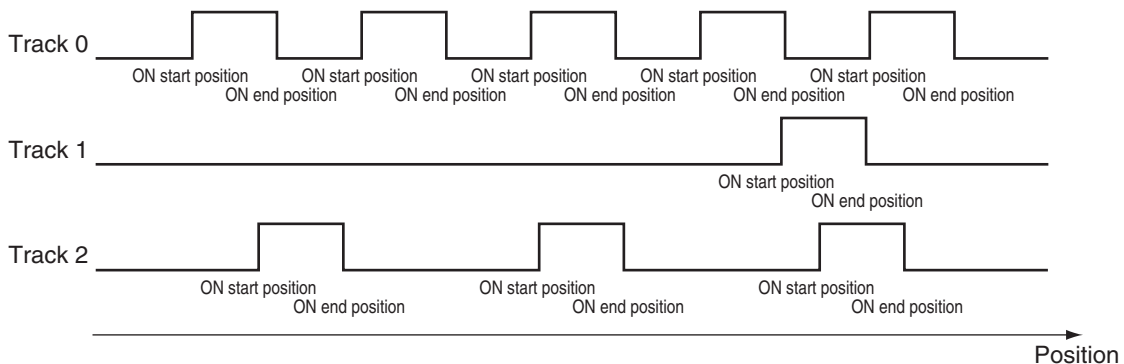 Track 0
ON start position ON start position ON start position ON start position ON start position
ON end position ON end position ON end position ON end position ON end position
Track 1
ON start position
ON end position
Track 2
ON start position ON start position ON start position
ON end position ON end position ON end position
Position